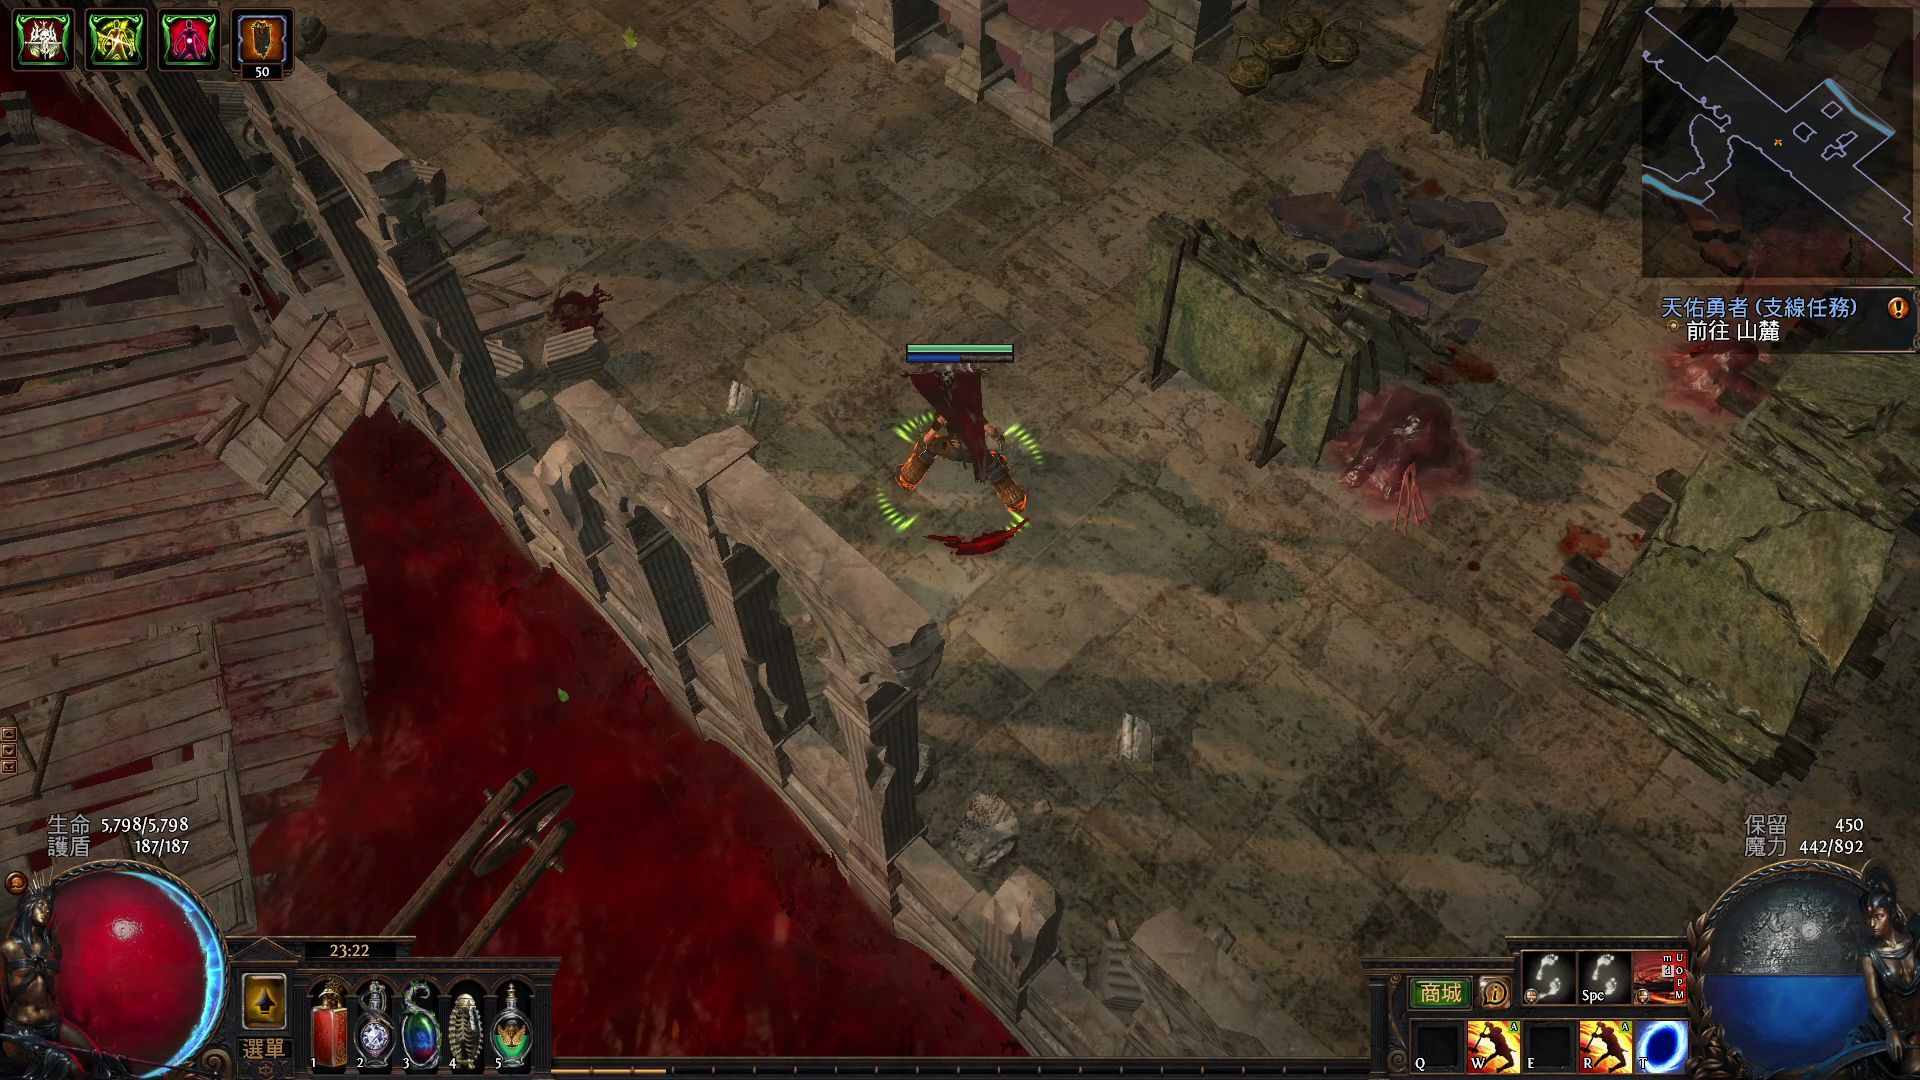 50
天佑勇者 (支線任務)
前往 山麓
生命 5,798/5,798
護盾 187/187
保留 450
魔力 442/892
23:22
選單
1 2 3 4 5
商城
Spc
m U
d O
P
M
Q W A E R A T